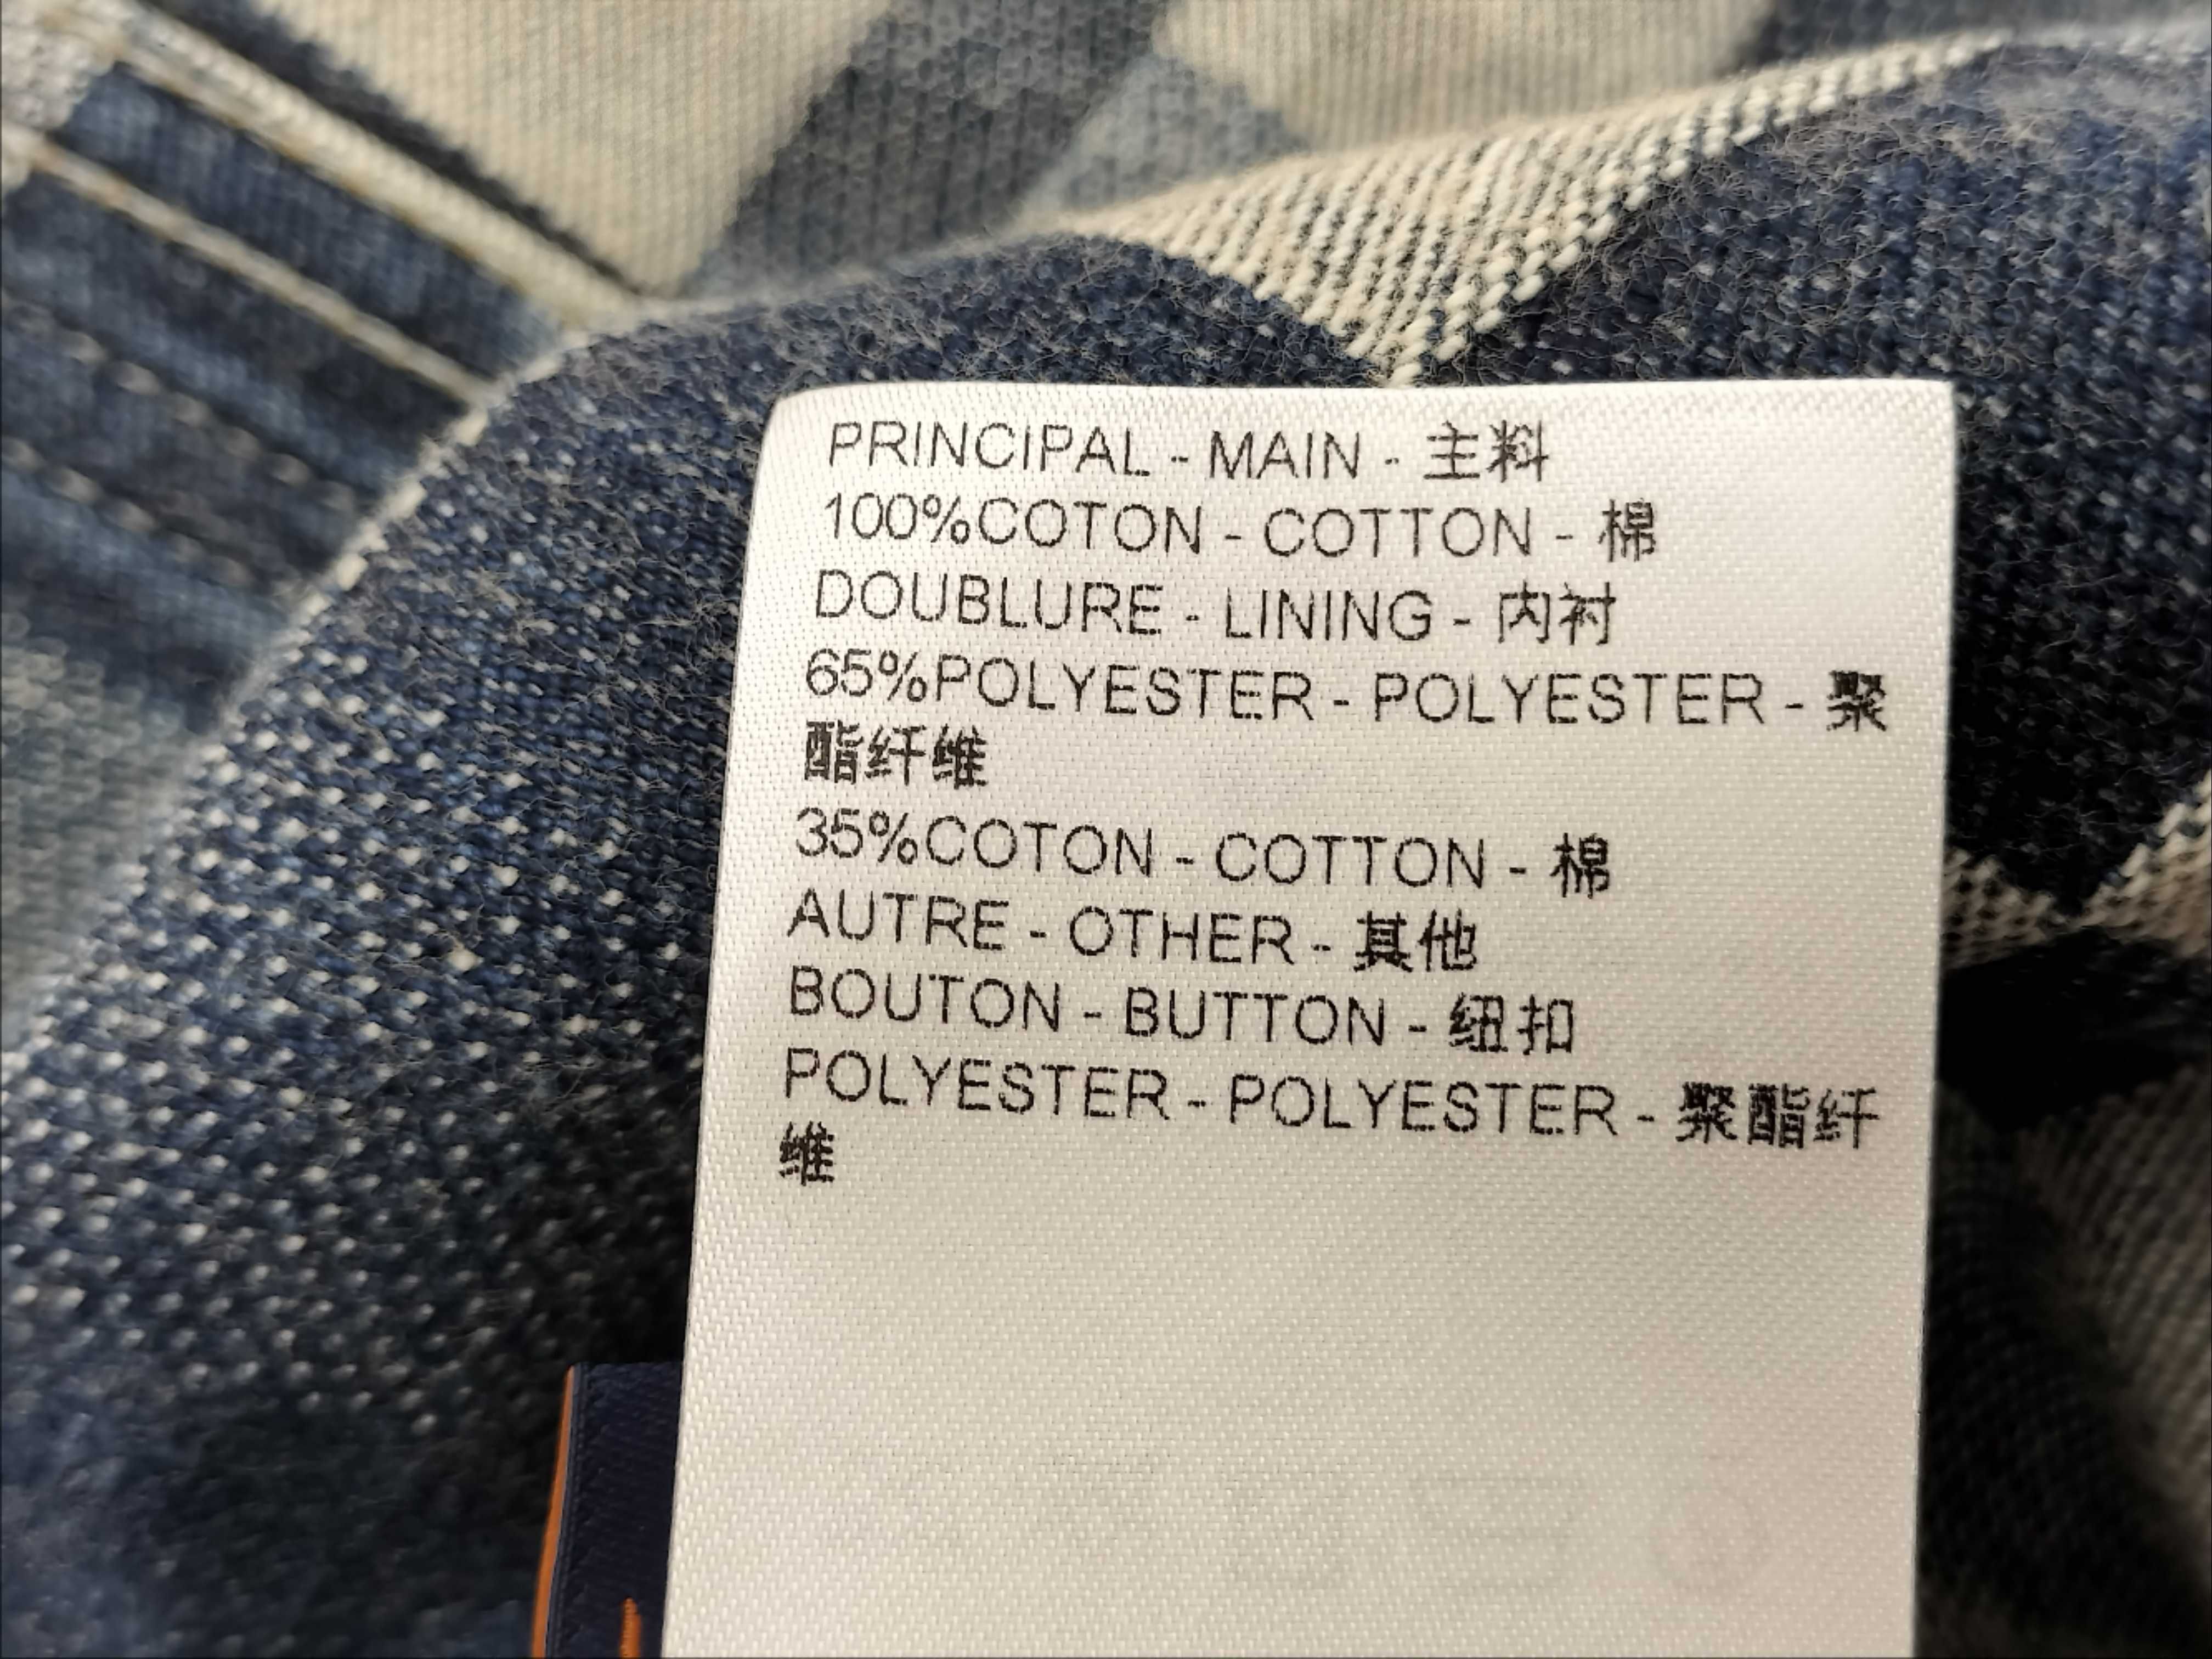 PRINCIPAL - MAIN - 主料
100%COTON - COTTON - 棉
DOUBLURE - LINING - 内衬
65%POLYESTER - POLYESTER - 聚
酯纤维
35%COTON - COTTON - 棉
AUTRE - OTHER - 其他
BOUTON - BUTTON - 纽扣
POLYESTER - POLYESTER - 聚酯纤
维